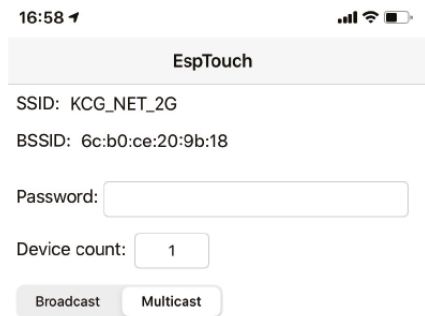 16:58
EspTouch
SSID: KCG_NET_2G
BSSID: 6c:b0:ce:20:9b:18
Password:
Device count: 1
Broadcast Multicast